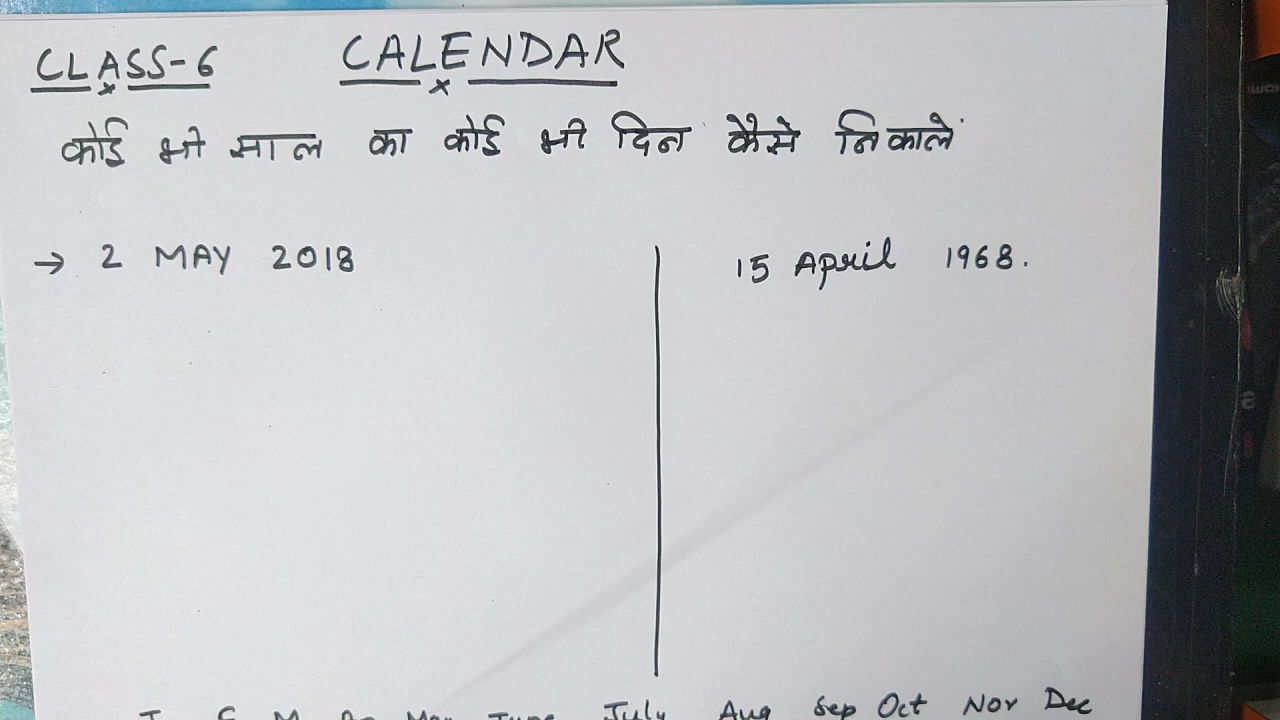 CLASS-6 CALENDAR
कोई भी साल का कोई भी दिन कैसे निकाले
→ 2 MAY 2018
15 April 1968.
July Aug Sep Oct Nov Dec